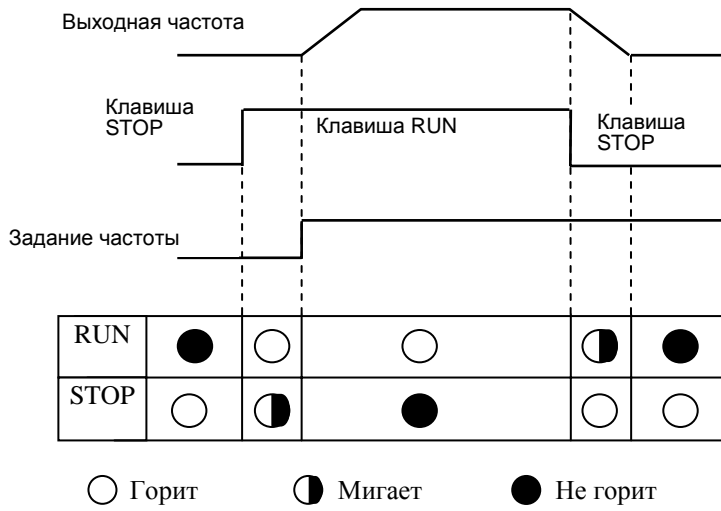 Выходная частота
Клавиша
STOP
Клавиша RUN
Клавиша
STOP
Задание частоты
RUN
STOP
Горит
Мигает
Не горит